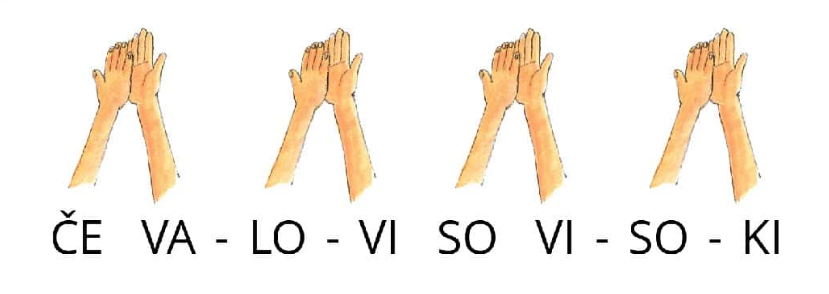 ČE VA - LO - VI SO VI - SO - KI